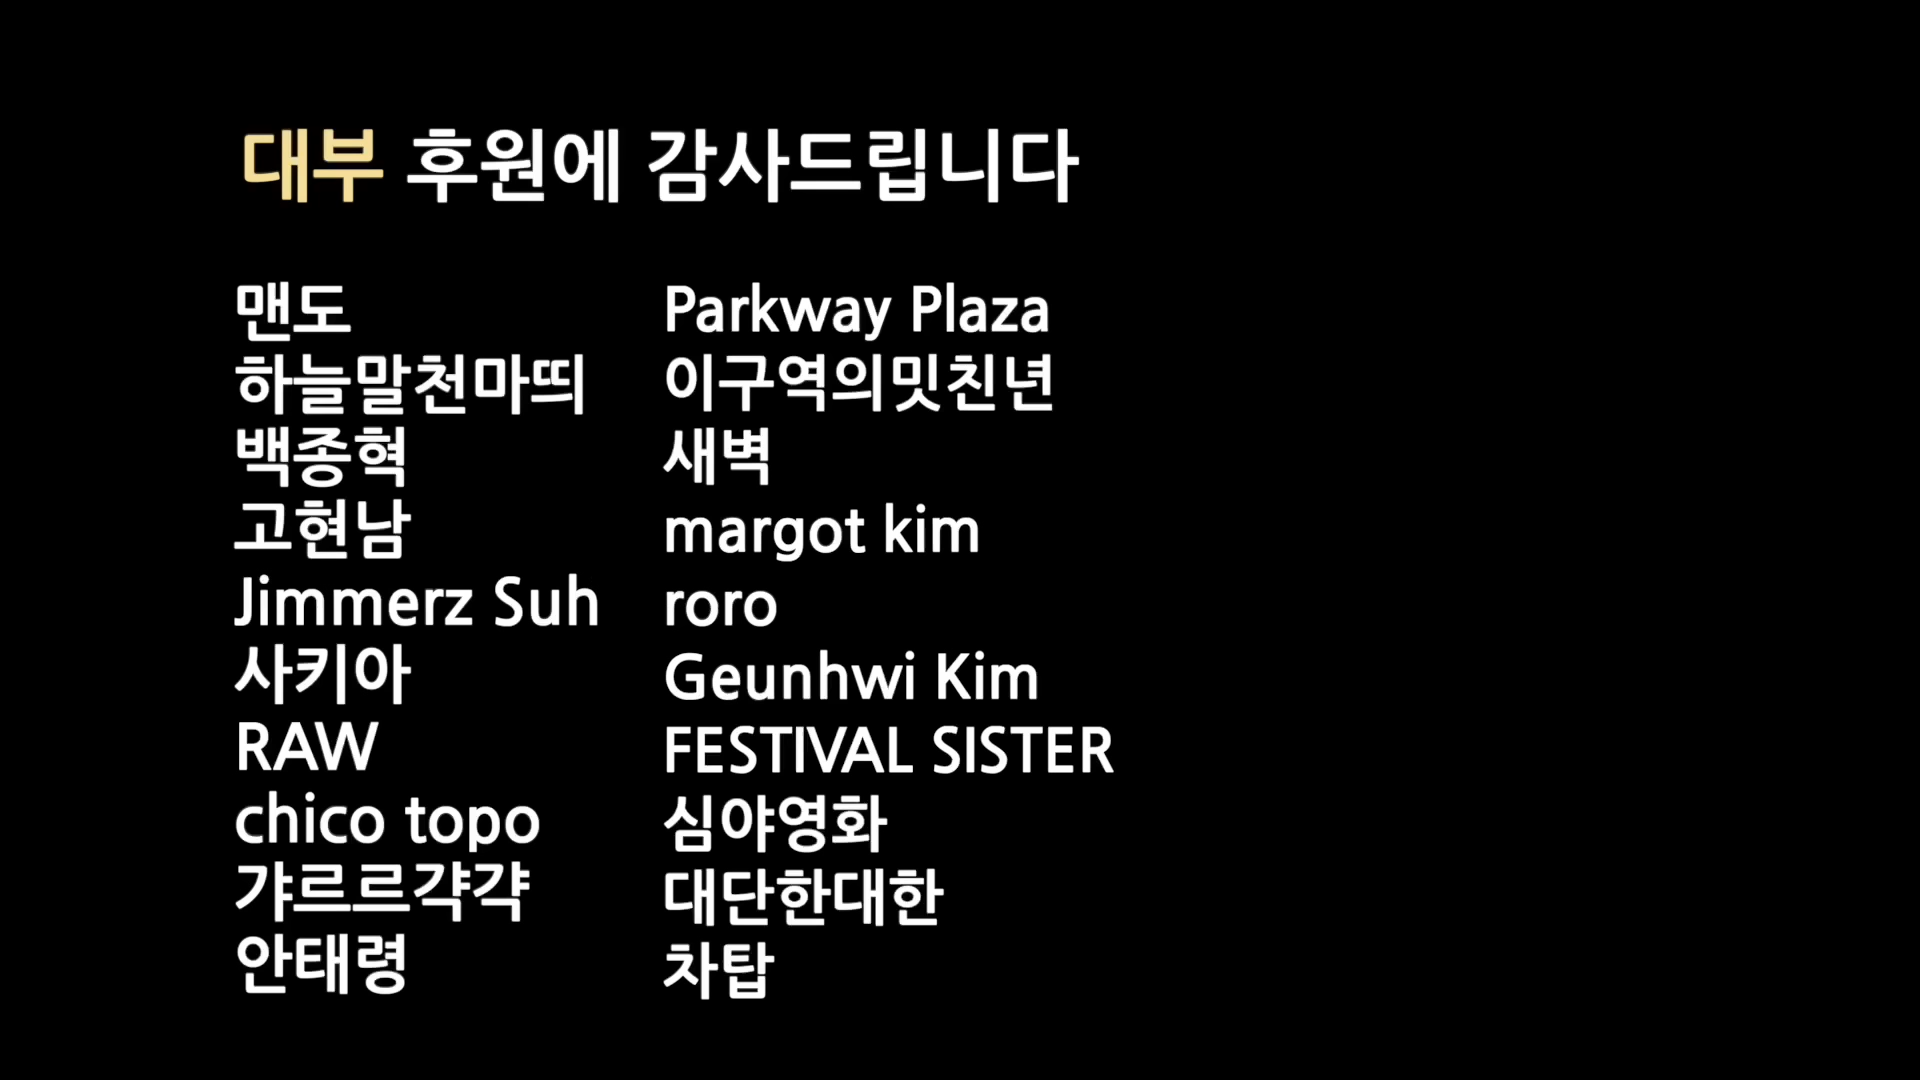 대부 후원에 감사드립니다
맨도
하늘말천마띄
백종혁
고현남
Jimmerz Suh
사키아
RAW
chico topo
갸르르갹갹
안태령
Parkway Plaza
이구역의밋친년
새벽
margot kim
roro
Geunhwi Kim
FESTIVAL SISTER
심야영화
대단한대한
차탑